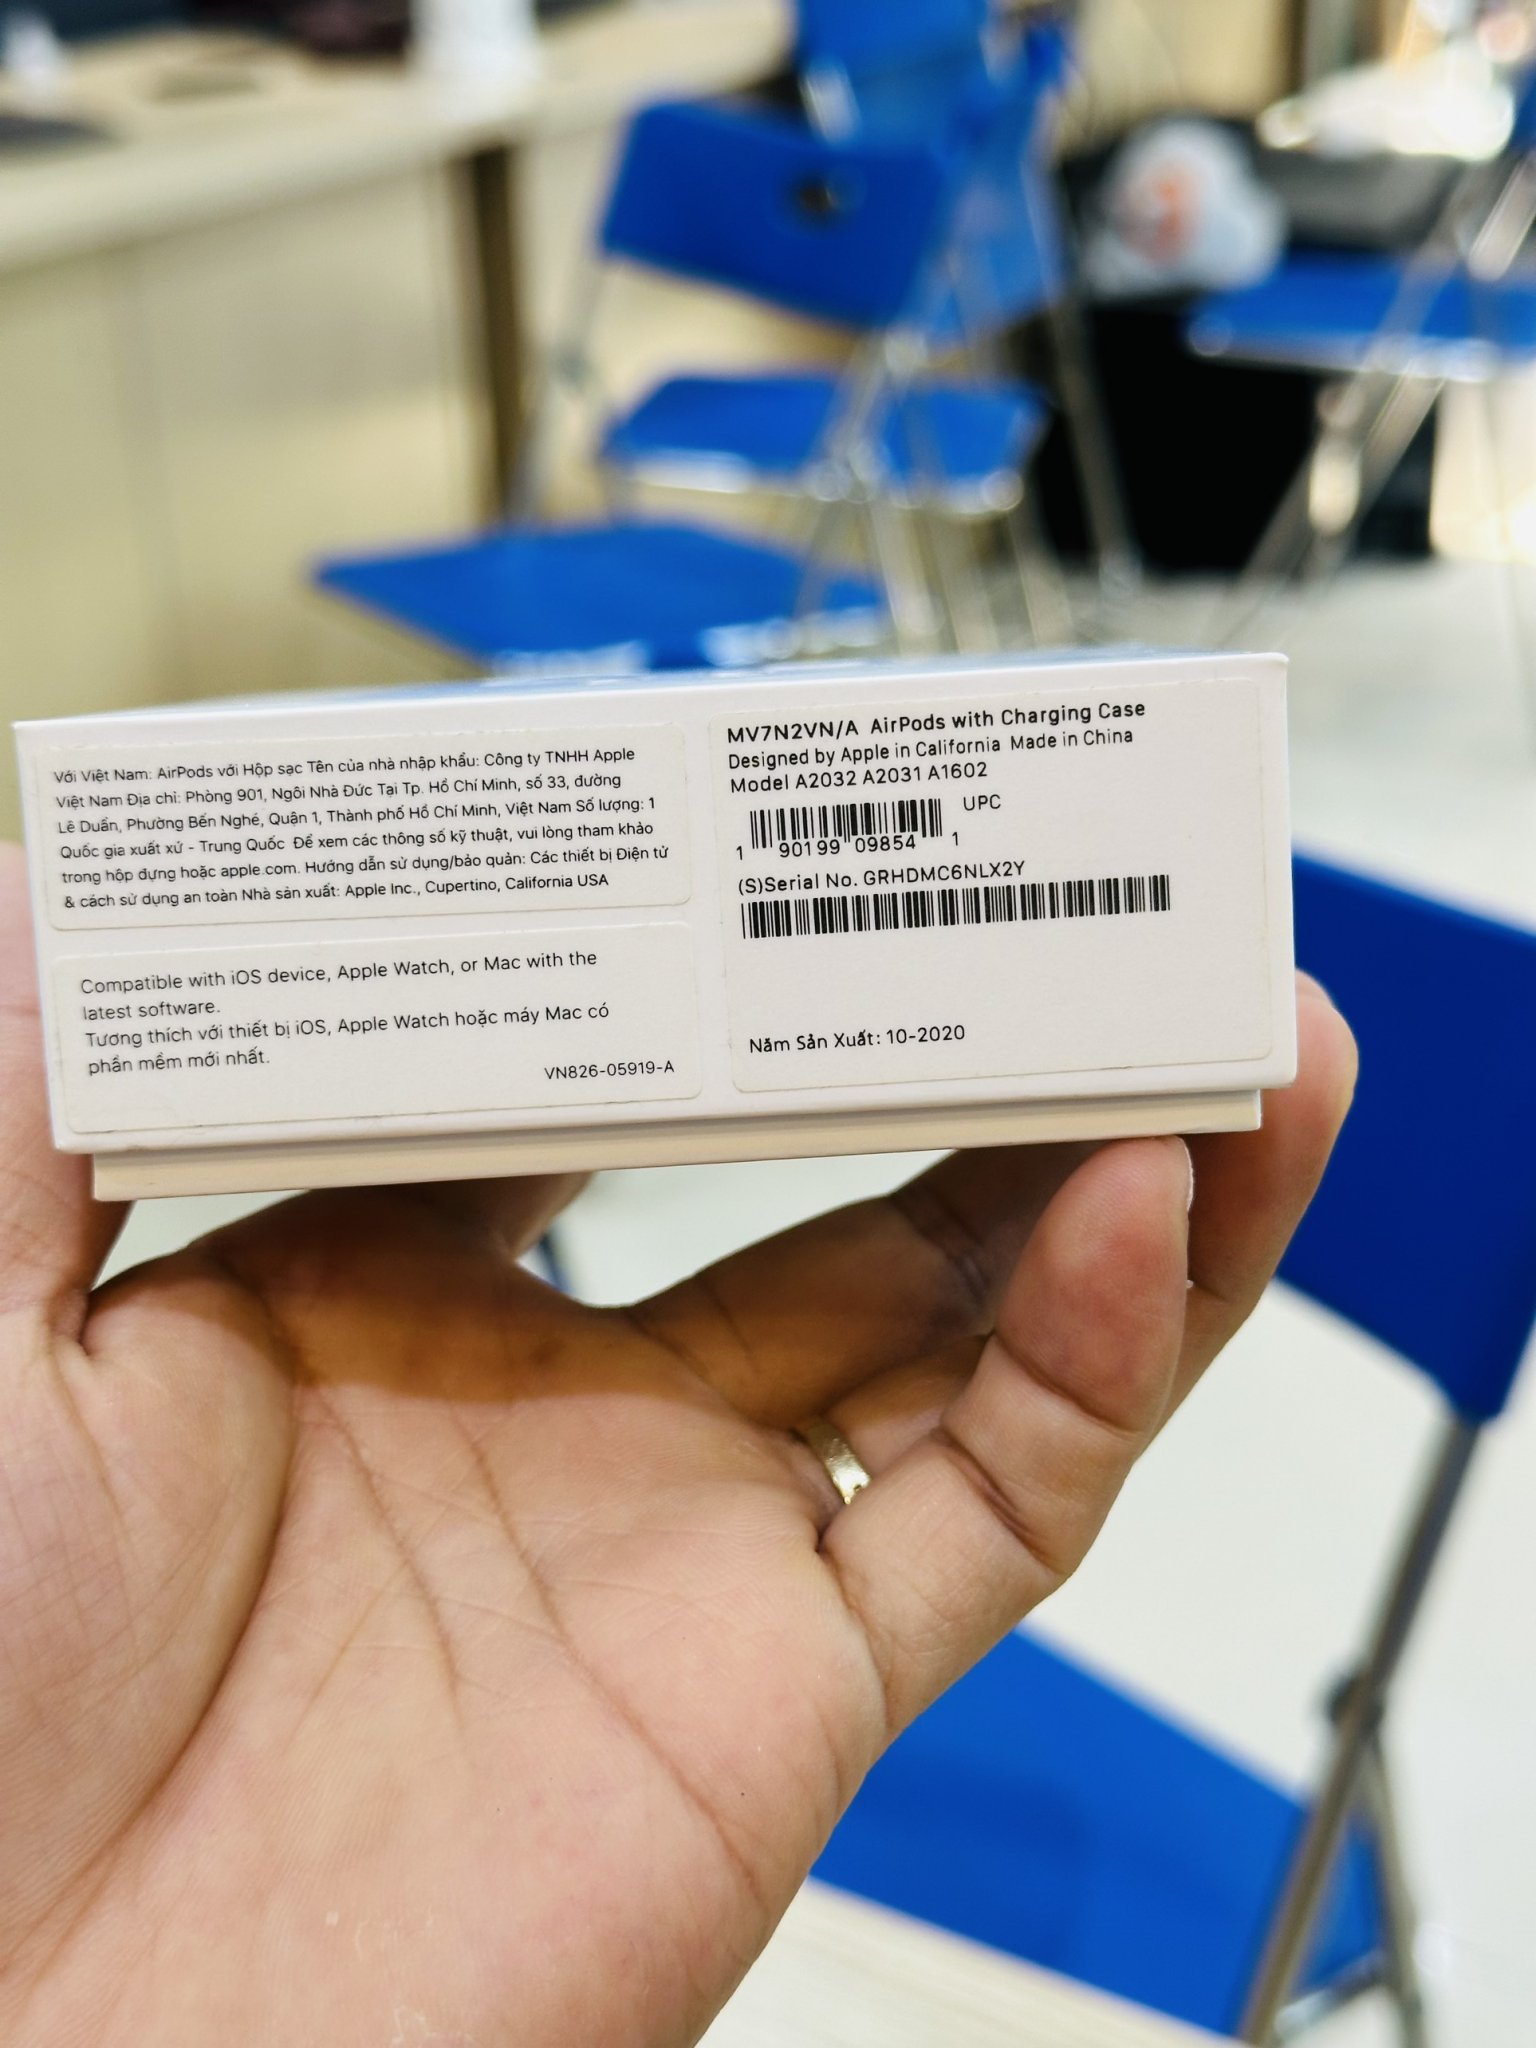 Với Việt Nam: AirPods với Hộp sạc Tên của nhà nhập khẩu: Công ty TNHH Apple
Việt Nam Địa chỉ: Phòng 901, Ngôi Nhà Đức Tại Tp. Hồ Chí Minh, số 33, đường
Lê Duẩn, Phường Bến Nghé, Quận 1, Thành phố Hồ Chí Minh, Việt Nam Số lượng: 1
Quốc gia xuất xứ - Trung Quốc Để xem các thông số kỹ thuật, vui lòng tham khảo
trong hộp đựng hoặc apple.com. Hướng dẫn sử dụng/bảo quản: Các thiết bị Điện tử
& cách sử dụng an toàn Nhà sản xuất: Apple Inc., Cupertino, California USA
Compatible with iOS device, Apple Watch, or Mac with the
latest software.
Tương thích với thiết bị iOS, Apple Watch hoặc máy Mac có
phần mềm mới nhất.
VN826-05919-A
MV7N2VN/A AirPods with Charging Case
Designed by Apple in California Made in China
Model A2032 A2031 A1602
UPC
1 90199 09854 1
(S)Serial No. GRHDMC6NLX2Y
Năm Sản Xuất: 10-2020